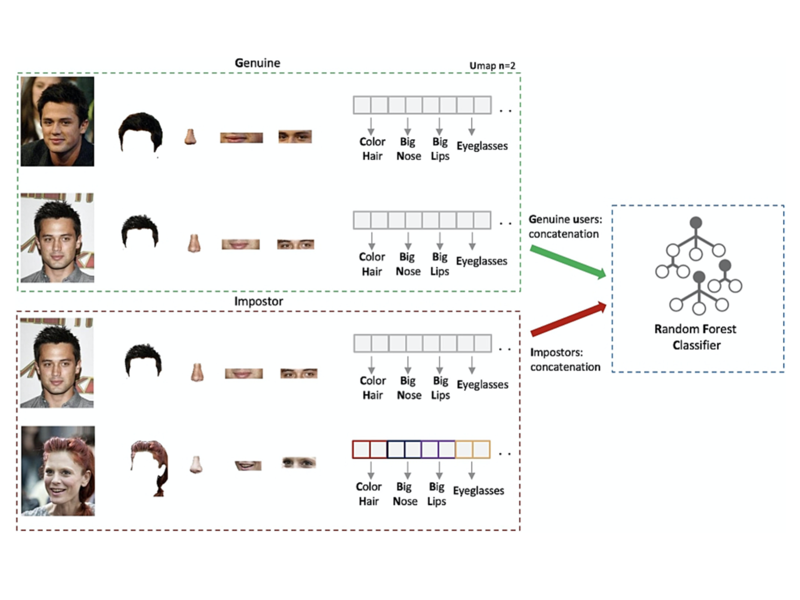 Genuine
Umap n=2
Color Hair
Big Nose
Big Lips
Eyeglasses
. .
Color Hair
Big Nose
Big Lips
Eyeglasses
. .
Genuine users:
concatenation
Impostor
Color Hair
Big Nose
Big Lips
Eyeglasses
. .
Color Hair
Big Nose
Big Lips
Eyeglasses
. .
Impostors:
concatenation
Random Forest
Classifier